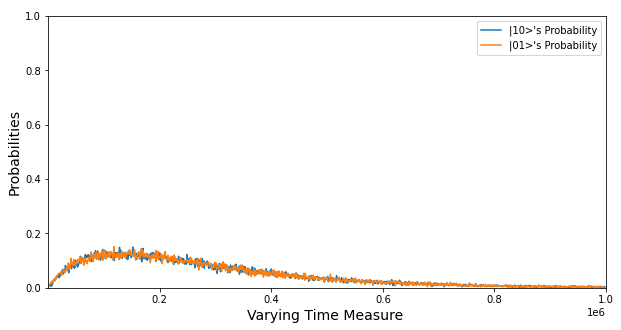 1.0
|10>'s Probability
|01>'s Probability
0.8
0.6
0.4
0.2
0.0
Probabilities
0.2 0.4 0.6 0.8 1.0
1e6
Varying Time Measure